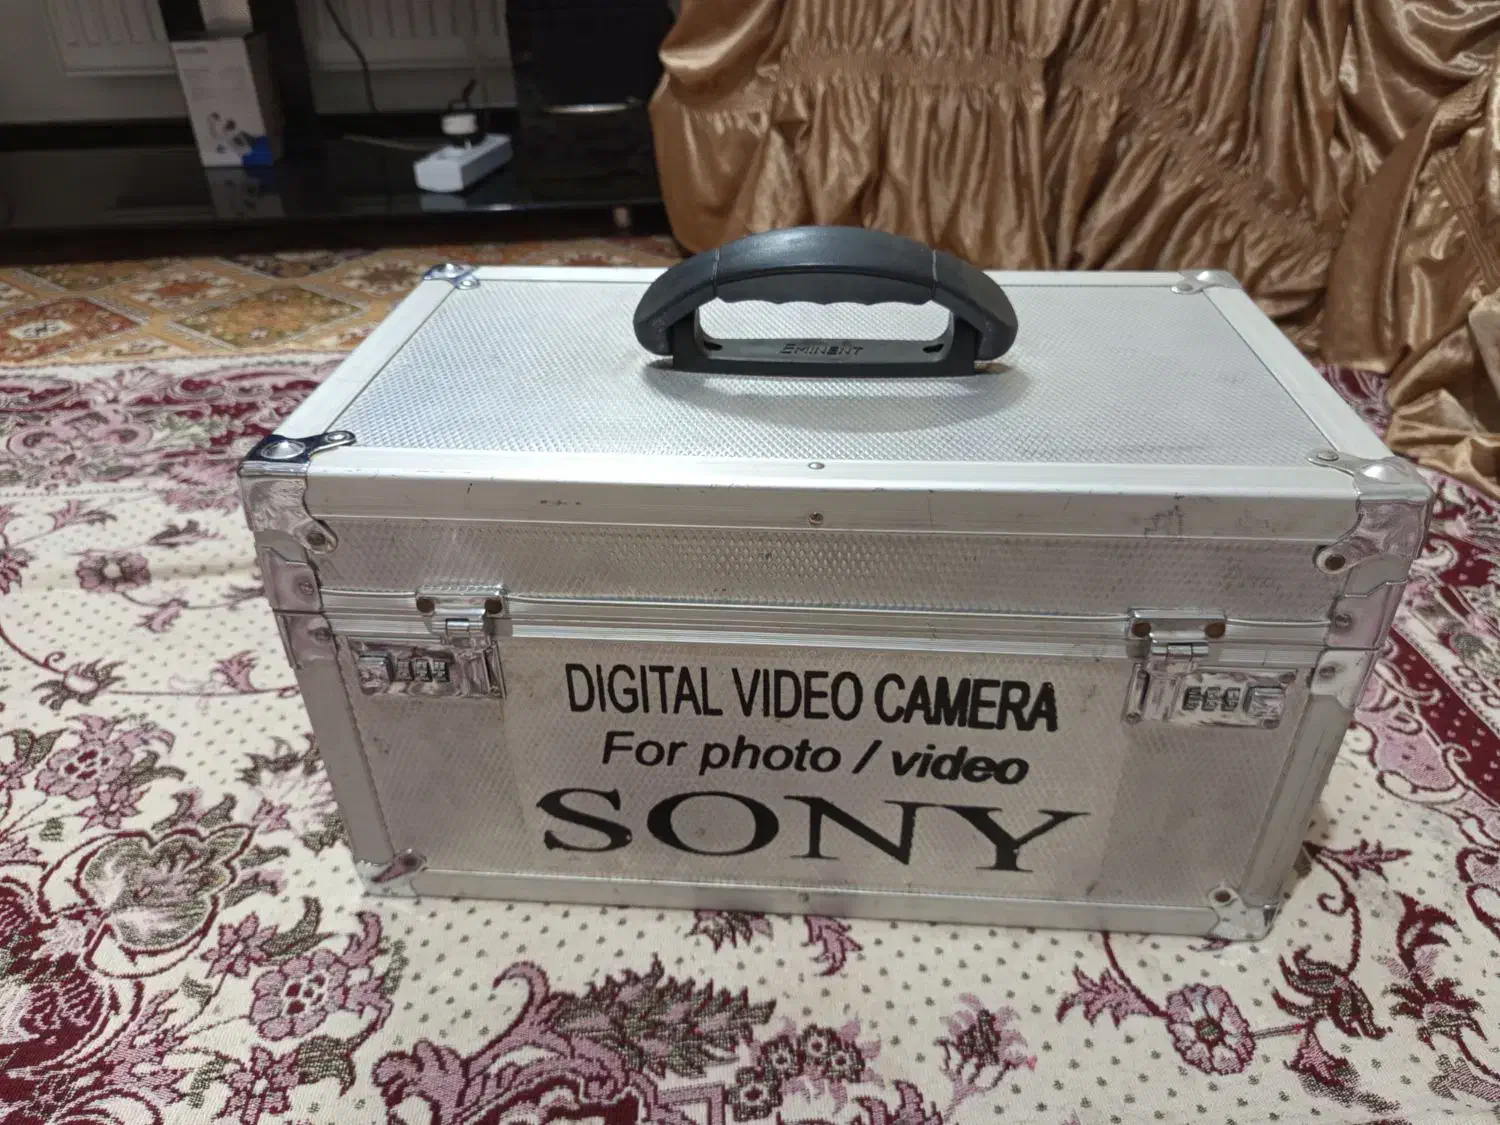 EMINENT
DIGITAL VIDEO CAMERA
For photo / video
SONY